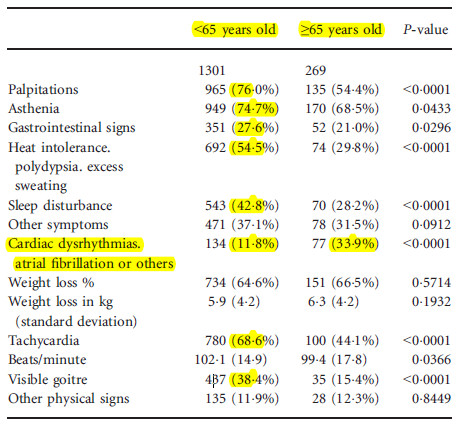 <65 years old ≥65 years old P-value
1301 269
Palpitations 965 (76·0%) 135 (54·4%) <0·0001
Asthenia 949 (74·7%) 170 (68·5%) 0·0433
Gastrointestinal signs 351 (27·6%) 52 (21·0%) 0·0296
Heat intolerance. 692 (54·5%) 74 (29·8%) <0·0001
polydypsia. excess
sweating
Sleep disturbance 543 (42·8%) 70 (28·2%) <0·0001
Other symptoms 471 (37·1%) 78 (31·5%) 0·0912
Cardiac dysrhythmias. 134 (11·8%) 77 (33·9%) <0·0001
atrial fibrillation or others
Weight loss % 734 (64·6%) 151 (66·5%) 0·5714
Weight loss in kg 5·9 (4·2) 6·3 (4·2) 0·1932
(standard deviation)
Tachycardia 780 (68·6%) 100 (44·1%) <0·0001
Beats/minute 102·1 (14·9) 99·4 (17·8) 0·0366
Visible goitre 437 (38·4%) 35 (15·4%) <0·0001
Other physical signs 135 (11·9%) 28 (12·3%) 0·8449